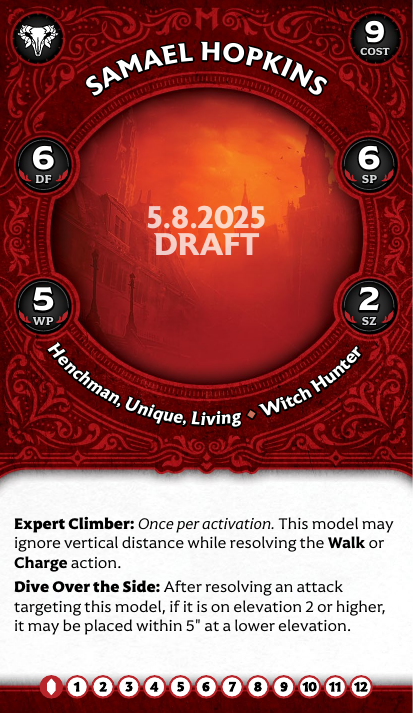 9
COST
SAMAEL HOPKINS
6
DF
6
SP
5.8.2025
DRAFT
5
WP
2
SZ
Henchman, Unique, Living • Witch Hunter
Expert Climber: Once per activation. This model may
ignore vertical distance while resolving the Walk or
Charge action.
Dive Over the Side: After resolving an attack
targeting this model, if it is on elevation 2 or higher,
it may be placed within 5" at a lower elevation.
1 2 3 4 5 6 7 8 9 10 11 12